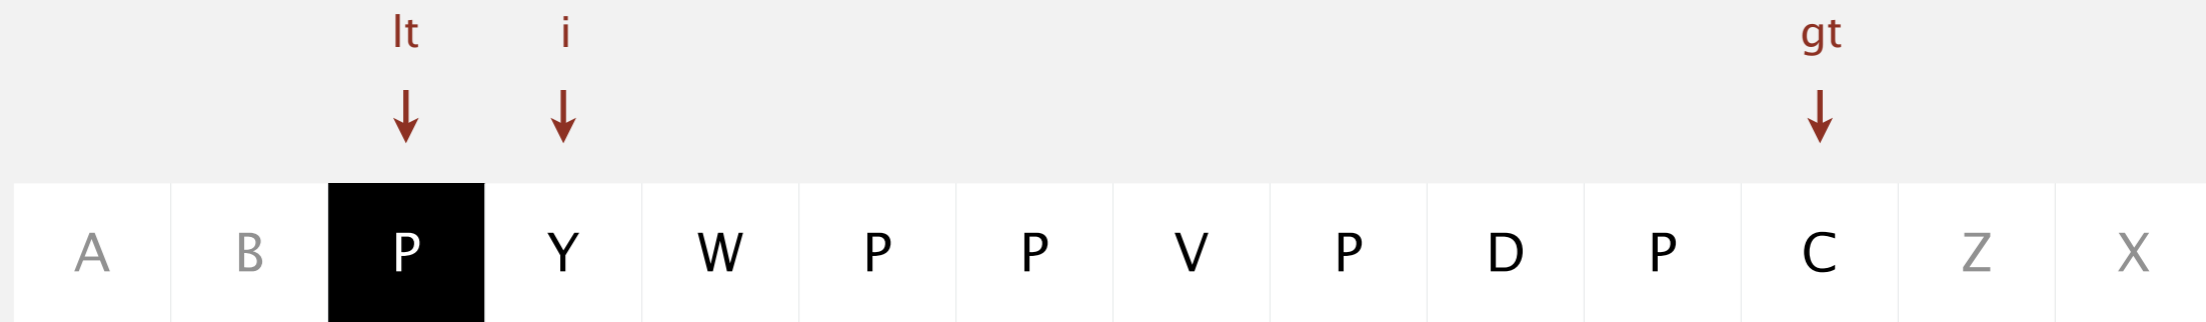 lt i gt
A B P Y W P P V P D P C Z X